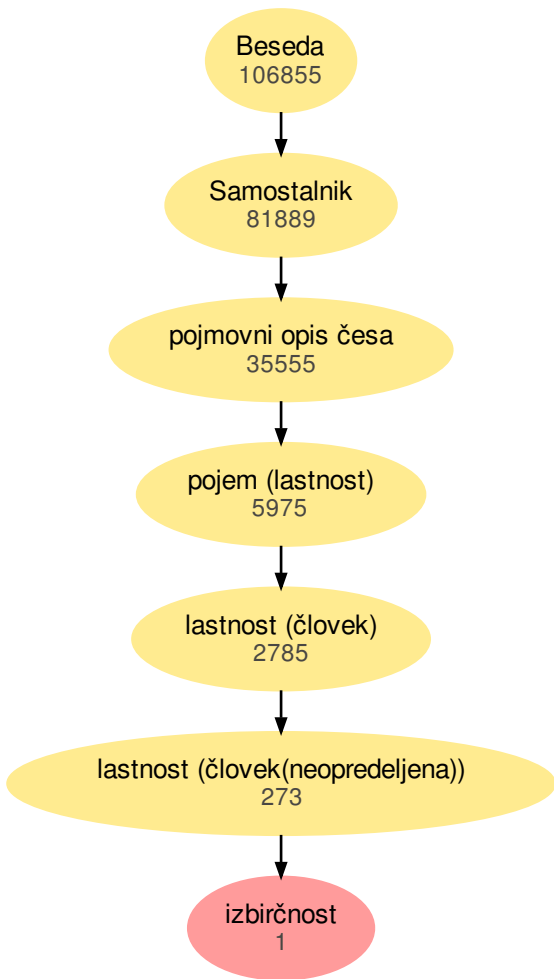 Beseda
106855
Samostalnik
81889
pojmovni opis česa
35555
pojem (lastnost)
5975
lastnost (človek)
2785
lastnost (človek(neopredeljena))
273
izbirčnost
1